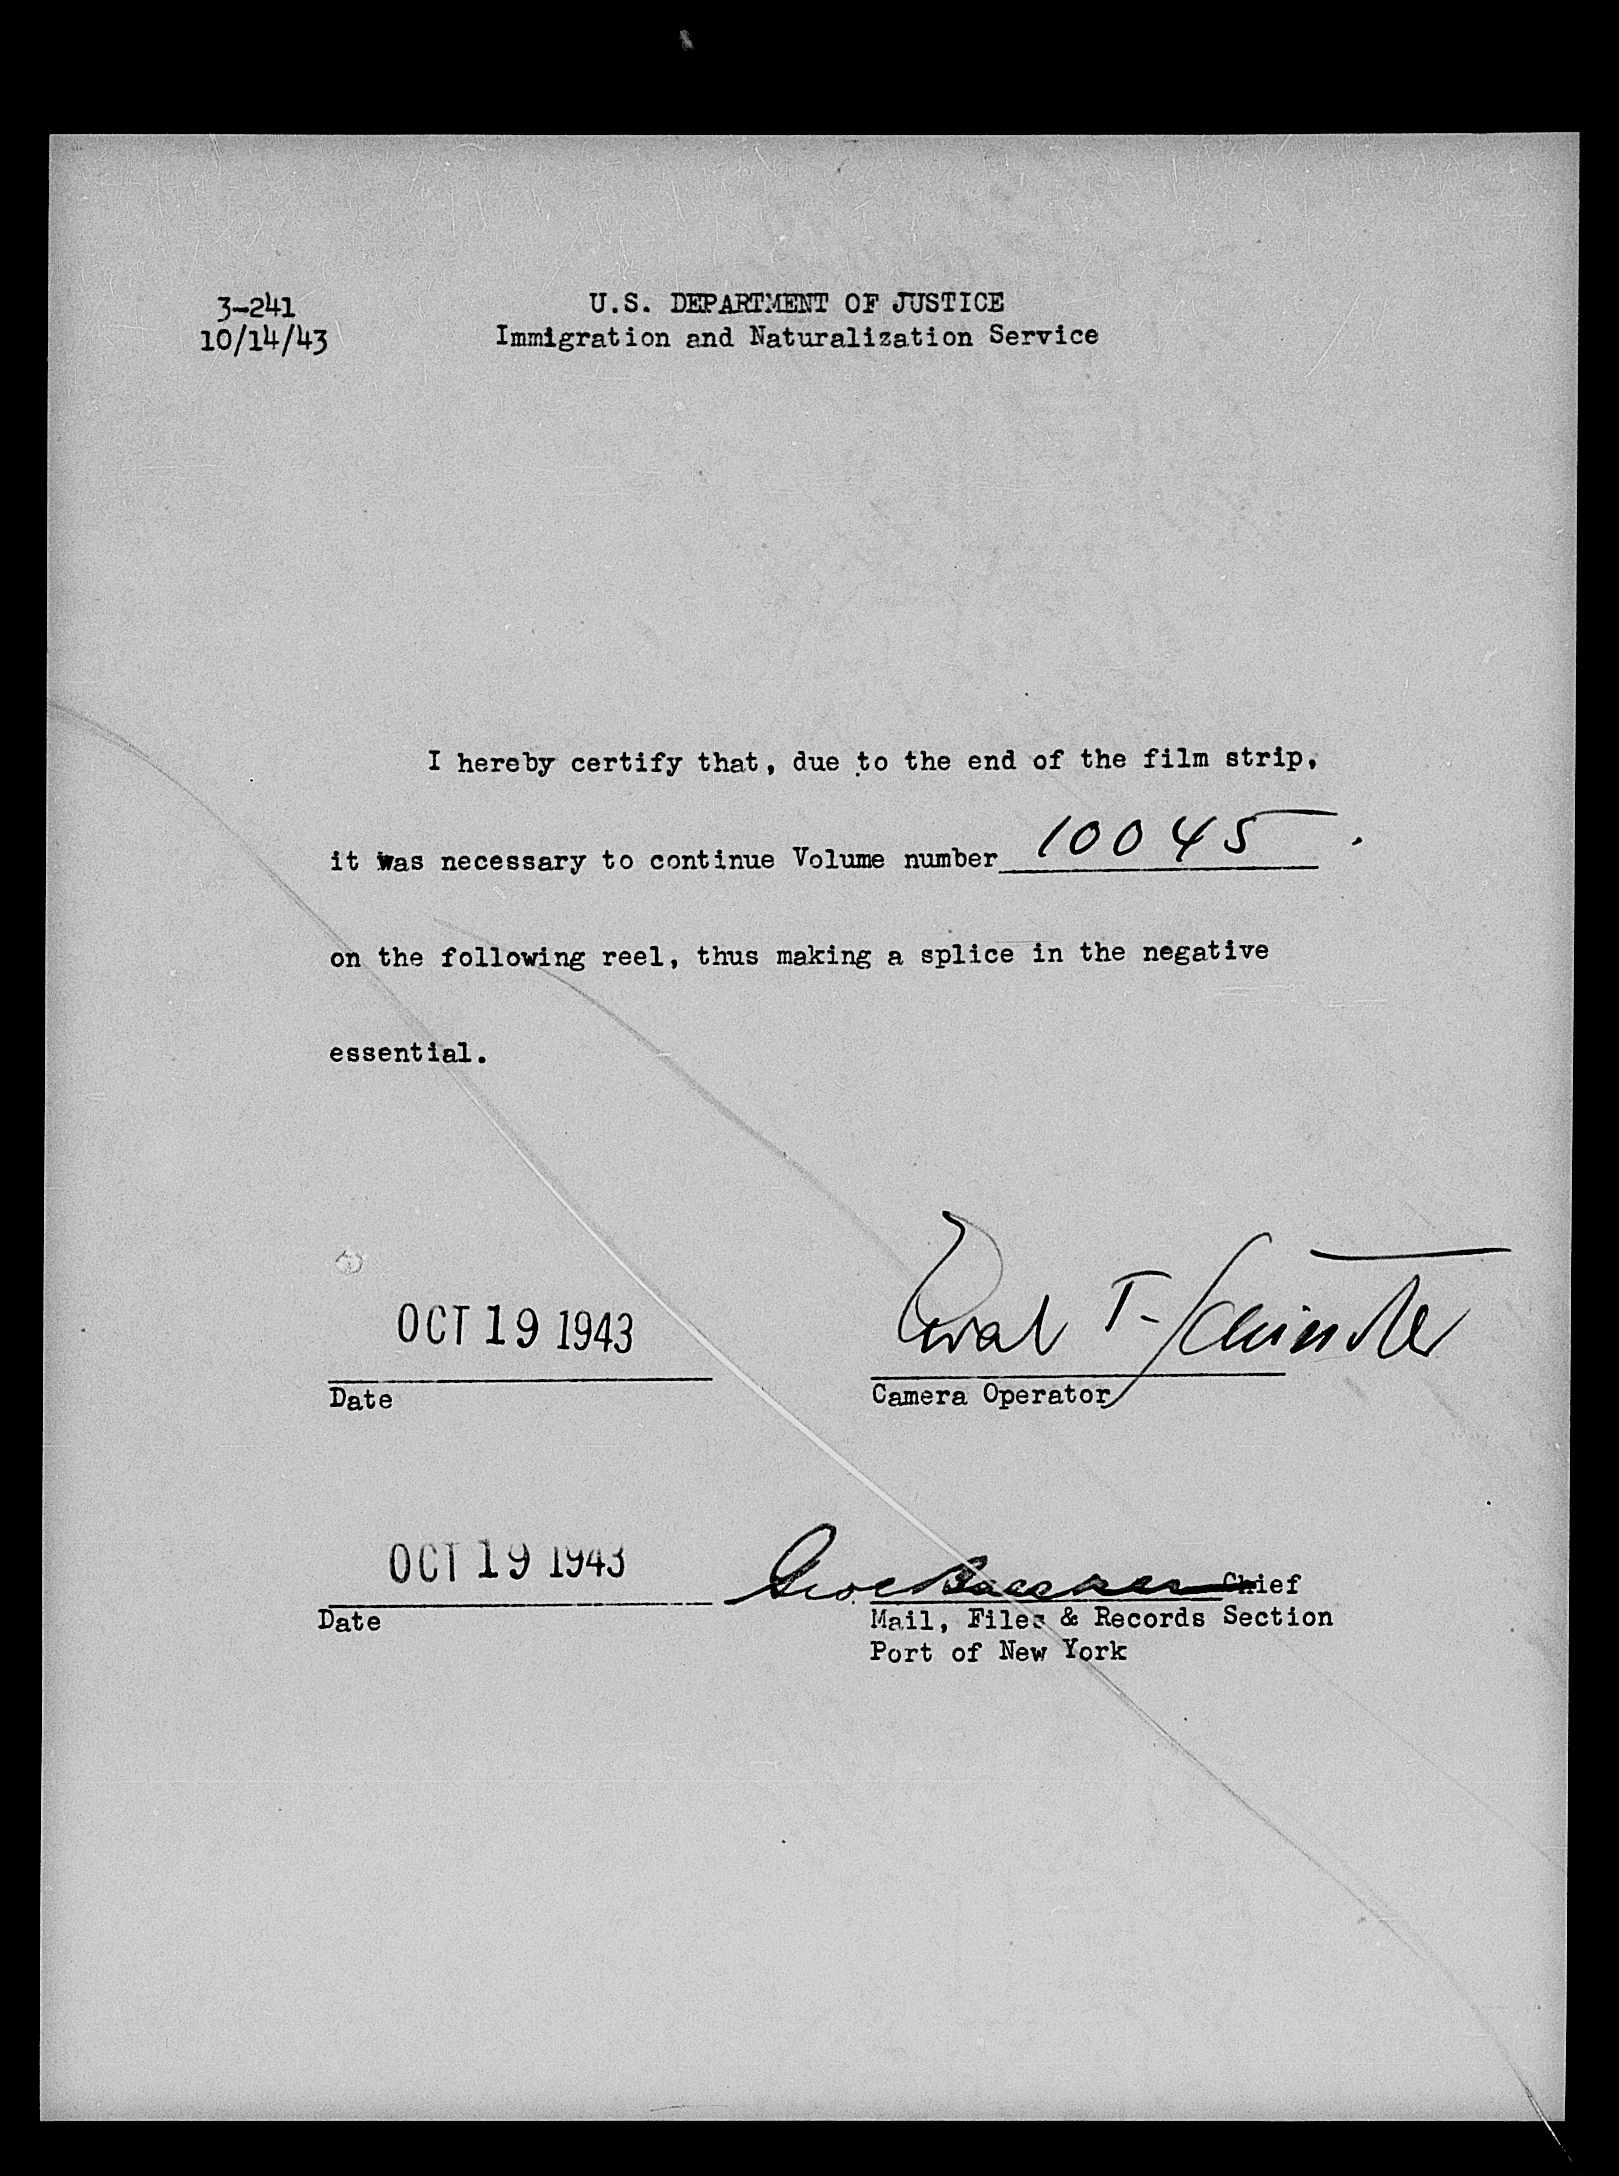 3-241
10/14/43
U.S. DEPARTMENT OF JUSTICE
Immigration and Naturalization Service
I hereby certify that, due to the end of the film strip,
it was necessary to continue Volume number 10045.
on the following reel, thus making a splice in the negative
essential.
OCT 19 1943
T. Schindler
Date
Camera Operator
OCT 19 1943
Chief
Date
Mail, Files & Records Section
Port of New York